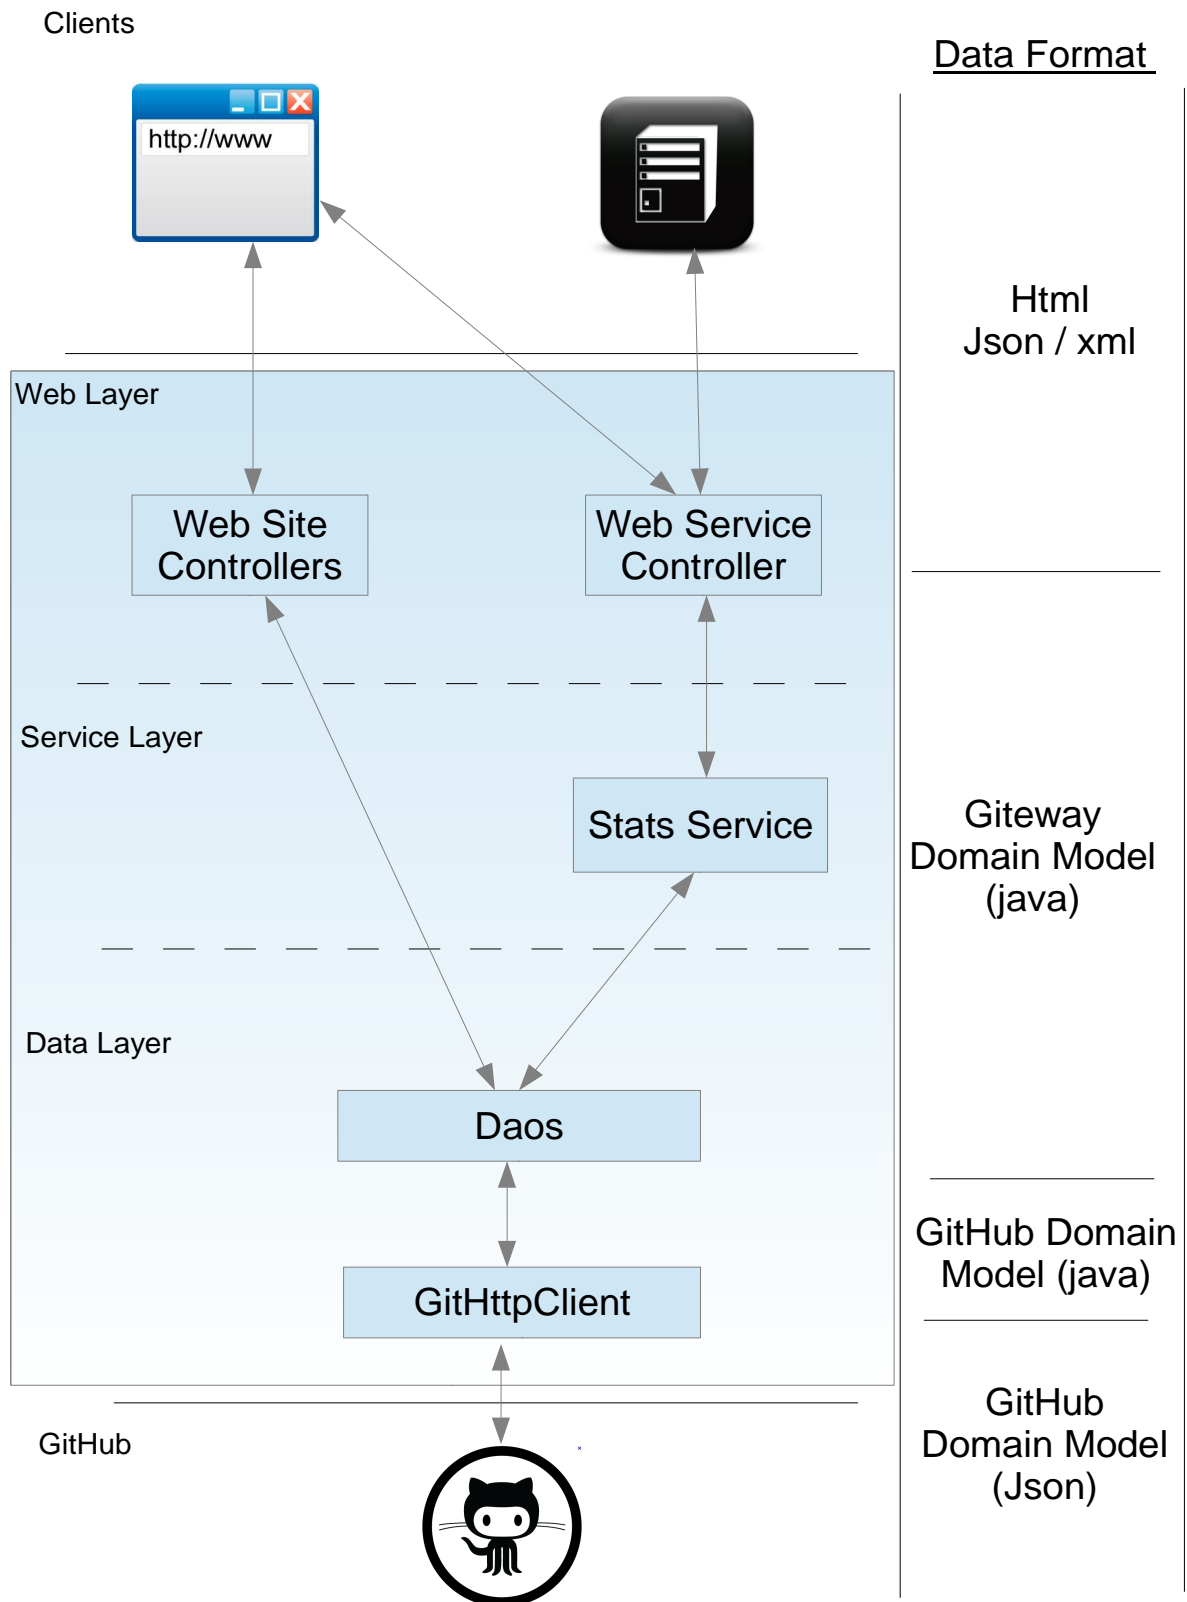 Clients
Data Format
http://www
Html
Json / xml
Web Layer
Web Site
Controllers
Web Service
Controller
Service Layer
Stats Service
Giteway
Domain Model
(java)
Data Layer
Daos
GitHub Domain
Model (java)
GitHttpClient
GitHub
GitHub
Domain Model
(Json)